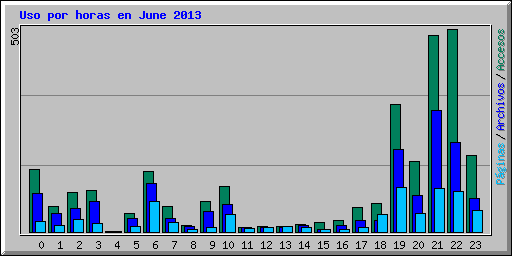 Uso por horas en June 2013
503
Páginas / Archivos / Accesos
0 1 2 3 4 5 6 7 8 9 10 11 12 13 14 15 16 17 18 19 20 21 22 23